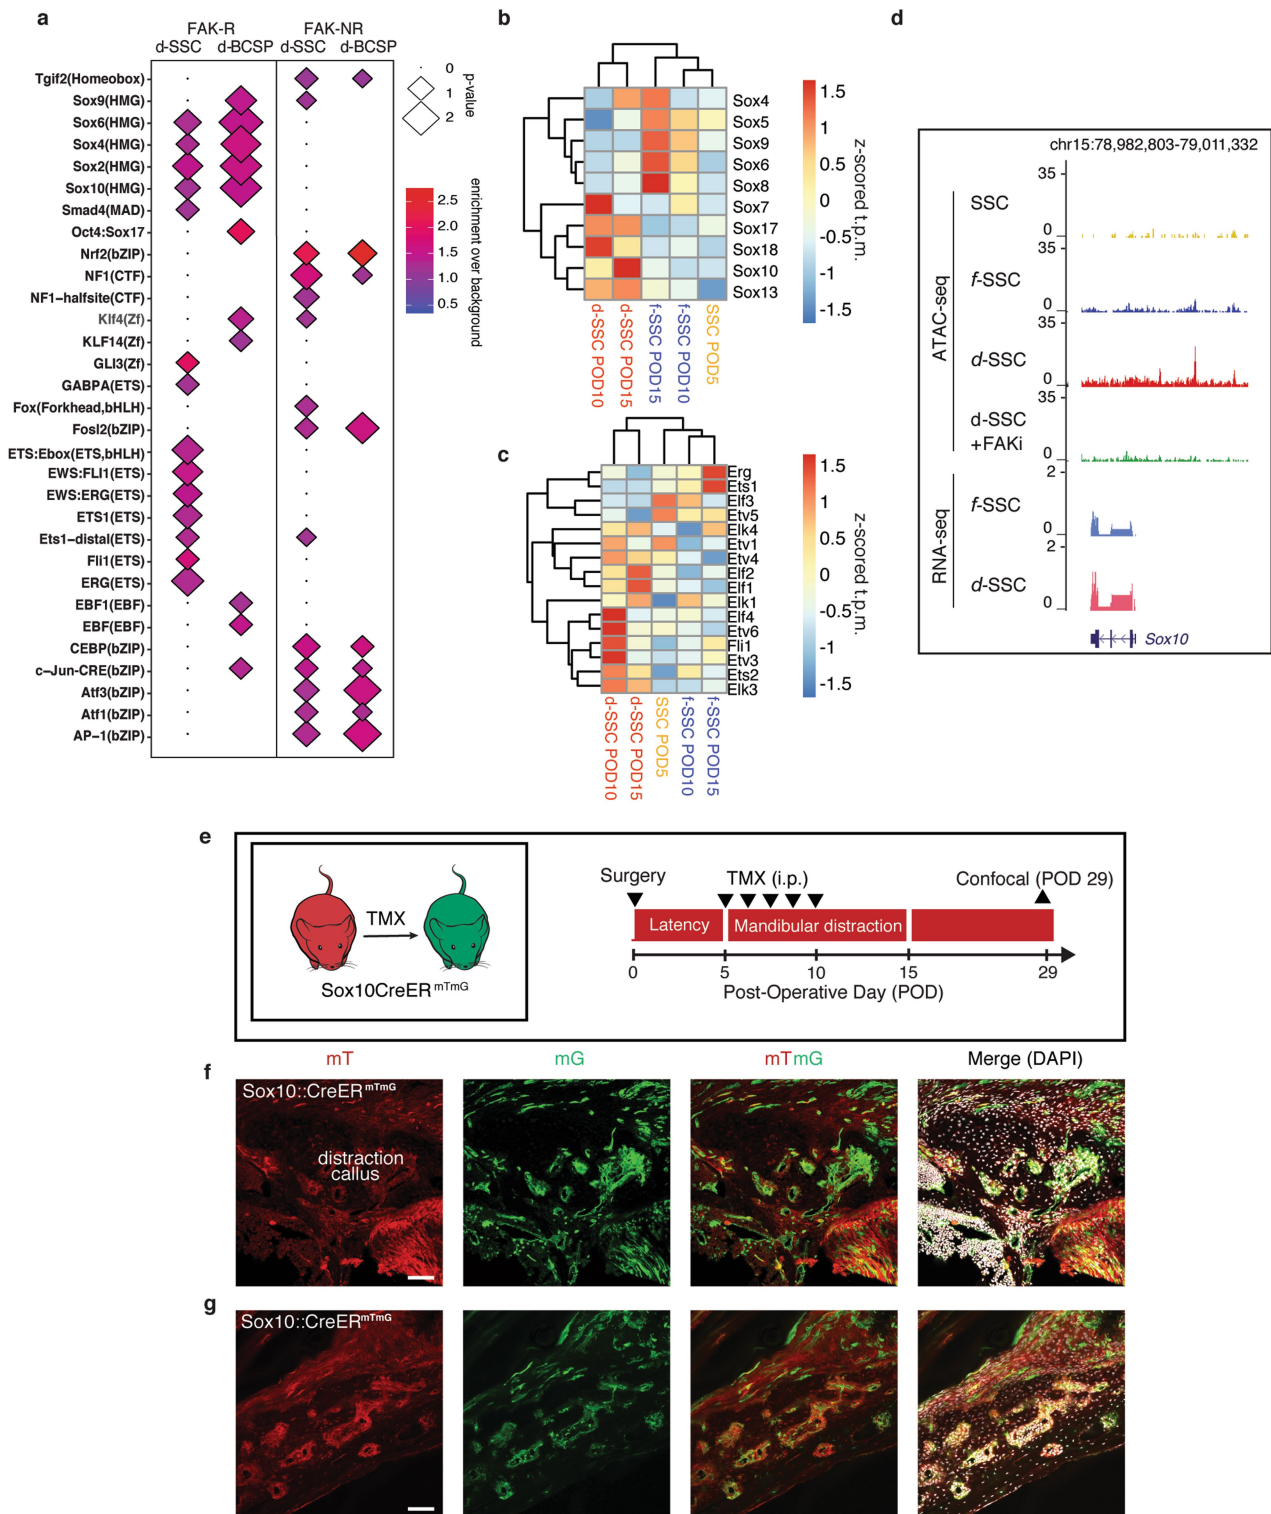 a
FAK-R
FAK-NR
d-SSC d-BCSP d-SSC d-BCSP
Tgif2(Homeobox)
Sox9(HMG)
Sox6(HMG)
Sox4(HMG)
Sox2(HMG)
Sox10(HMG)
Smad4(MAD)
Oct4:Sox17
Nrf2(bZIP)
NF1(CTF)
NF1-halfsite(CTF)
Klf4(Zf)
KLF14(Zf)
GLI3(Zf)
GABPA(ETS)
Fox(Forkhead,bHLH)
Fosl2(bZIP)
ETS:Ebox(ETS,bHLH)
EWS:FLI1(ETS)
EWS:ERG(ETS)
ETS1(ETS)
Ets1-distal(ETS)
Fli1(ETS)
ERG(ETS)
EBF1(EBF)
EBF(EBF)
CEBP(bZIP)
c-Jun-CRE(bZIP)
Atf3(bZIP)
Atf1(bZIP)
AP-1(bZIP)
0
1
2
p-value
2.5
2.0
1.5
1.0
0.5
enrichment over background
b
Sox4
Sox5
Sox9
Sox6
Sox8
Sox7
Sox17
Sox18
Sox10
Sox13
d-SSC POD10
d-SSC POD15
f-SSC POD15
f-SSC POD10
SSC POD5
1.5
1
0.5
0
-0.5
-1
-1.5
z-scored t.p.m.
c
Erg
Ets1
Elf3
Etv5
Elk4
Etv1
Etv4
Elf2
Elf1
Elk1
Elf4
Etv6
Fli1
Etv3
Ets2
Elk3
d-SSC POD10
d-SSC POD15
SSC POD5
f-SSC POD10
f-SSC POD15
1.5
1
0.5
0
-0.5
-1
-1.5
z-scored t.p.m.
d
chr15:78,982,803-79,011,332
ATAC-seq
35
SSC
0
35
f-SSC
0
35
d-SSC
0
35
d-SSC
+FAKi
0
RNA-seq
2
f-SSC
0
2
d-SSC
0
Sox10
e
TMX
Sox10CreER mTmG
Surgery
TMX (i.p.)
Confocal (POD 29)
Latency
Mandibular distraction
0 5 10 15 29
Post-Operative Day (POD)
mT
mG
mTmG
Merge (DAPI)
f
Sox10::CreER mTmG
distraction
callus
g
Sox10::CreER mTmG